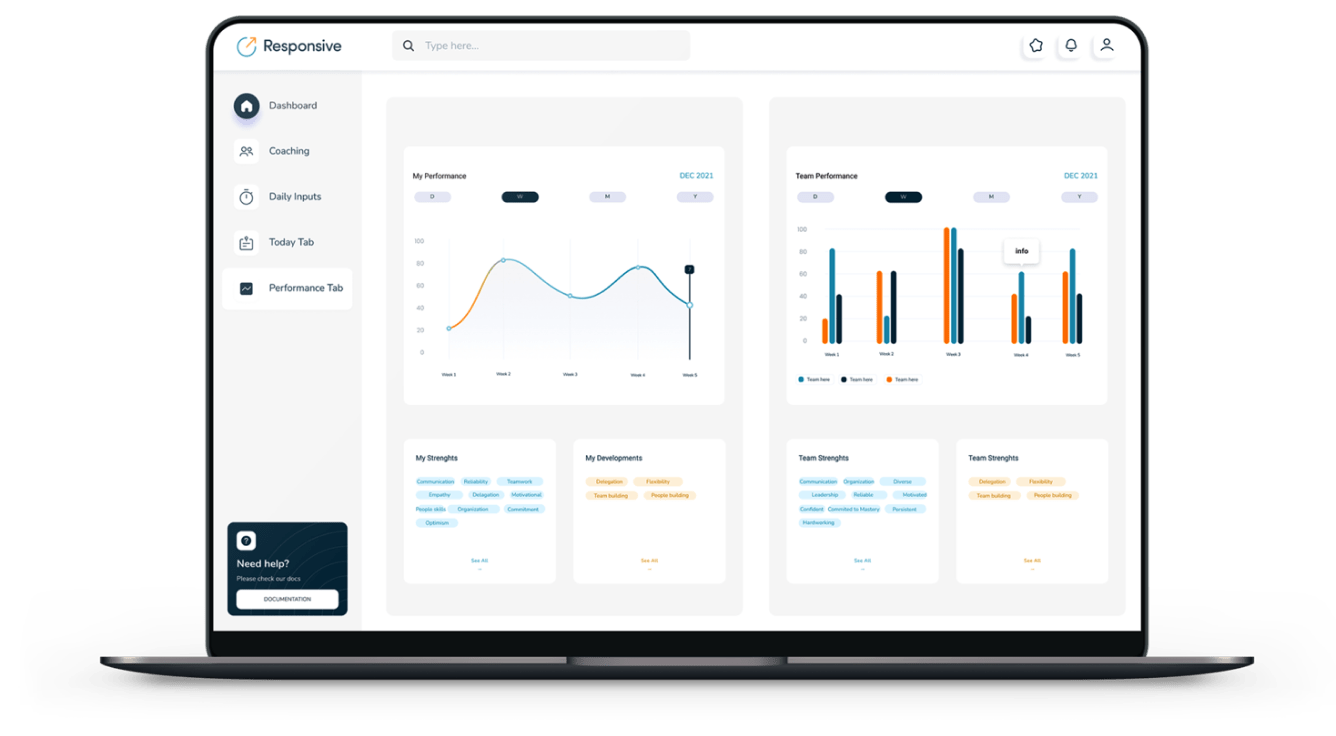 Responsive
Type here...
Dashboard
Coaching
Daily Inputs
Today Tab
Performance Tab
Need help?
Please check our docs
DOCUMENTATION
My Performance
DEC 2021
D W M Y
100
80
60
40
20
0
Week 1 Week 2 Week 3 Week 4 Week 5
My Strenghts
Communication Reliability Teamwork
Empathy Delagation Motivational
People skills Organization Commitment
Optimisun
See All
My Developments
Delegation Flexibility
Team building People building
See All
Team Performance
DEC 2021
D W M Y
100
80
60
40
20
0
info
Week 1 Week 2 Week 3 Week 4 Week 5
Team here Team here Team here
Team Strenghts
Communication Organisation Diverse
Leadership Reliable Motivated
Confident Commited to Mastery Persistent
Hardworking
See All
Team Strenghts
Delegation Flexibility
Team building People building
See All